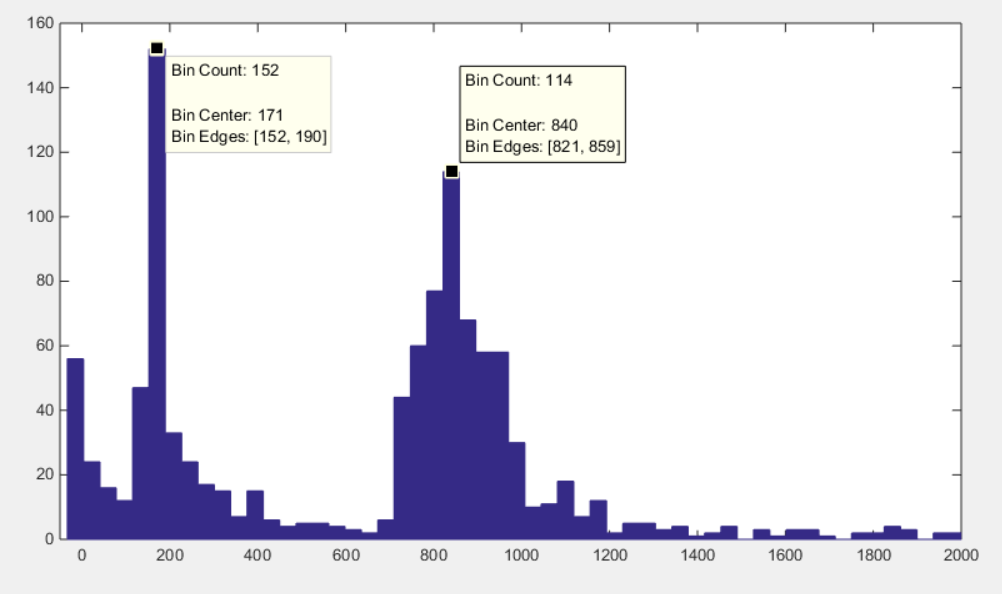 160
140
120
100
80
60
40
20
0
Bin Count: 152
Bin Center: 171
Bin Edges: [152, 190]
Bin Count: 114
Bin Center: 840
Bin Edges: [821, 859]
0 200 400 600 800 1000 1200 1400 1600 1800 2000